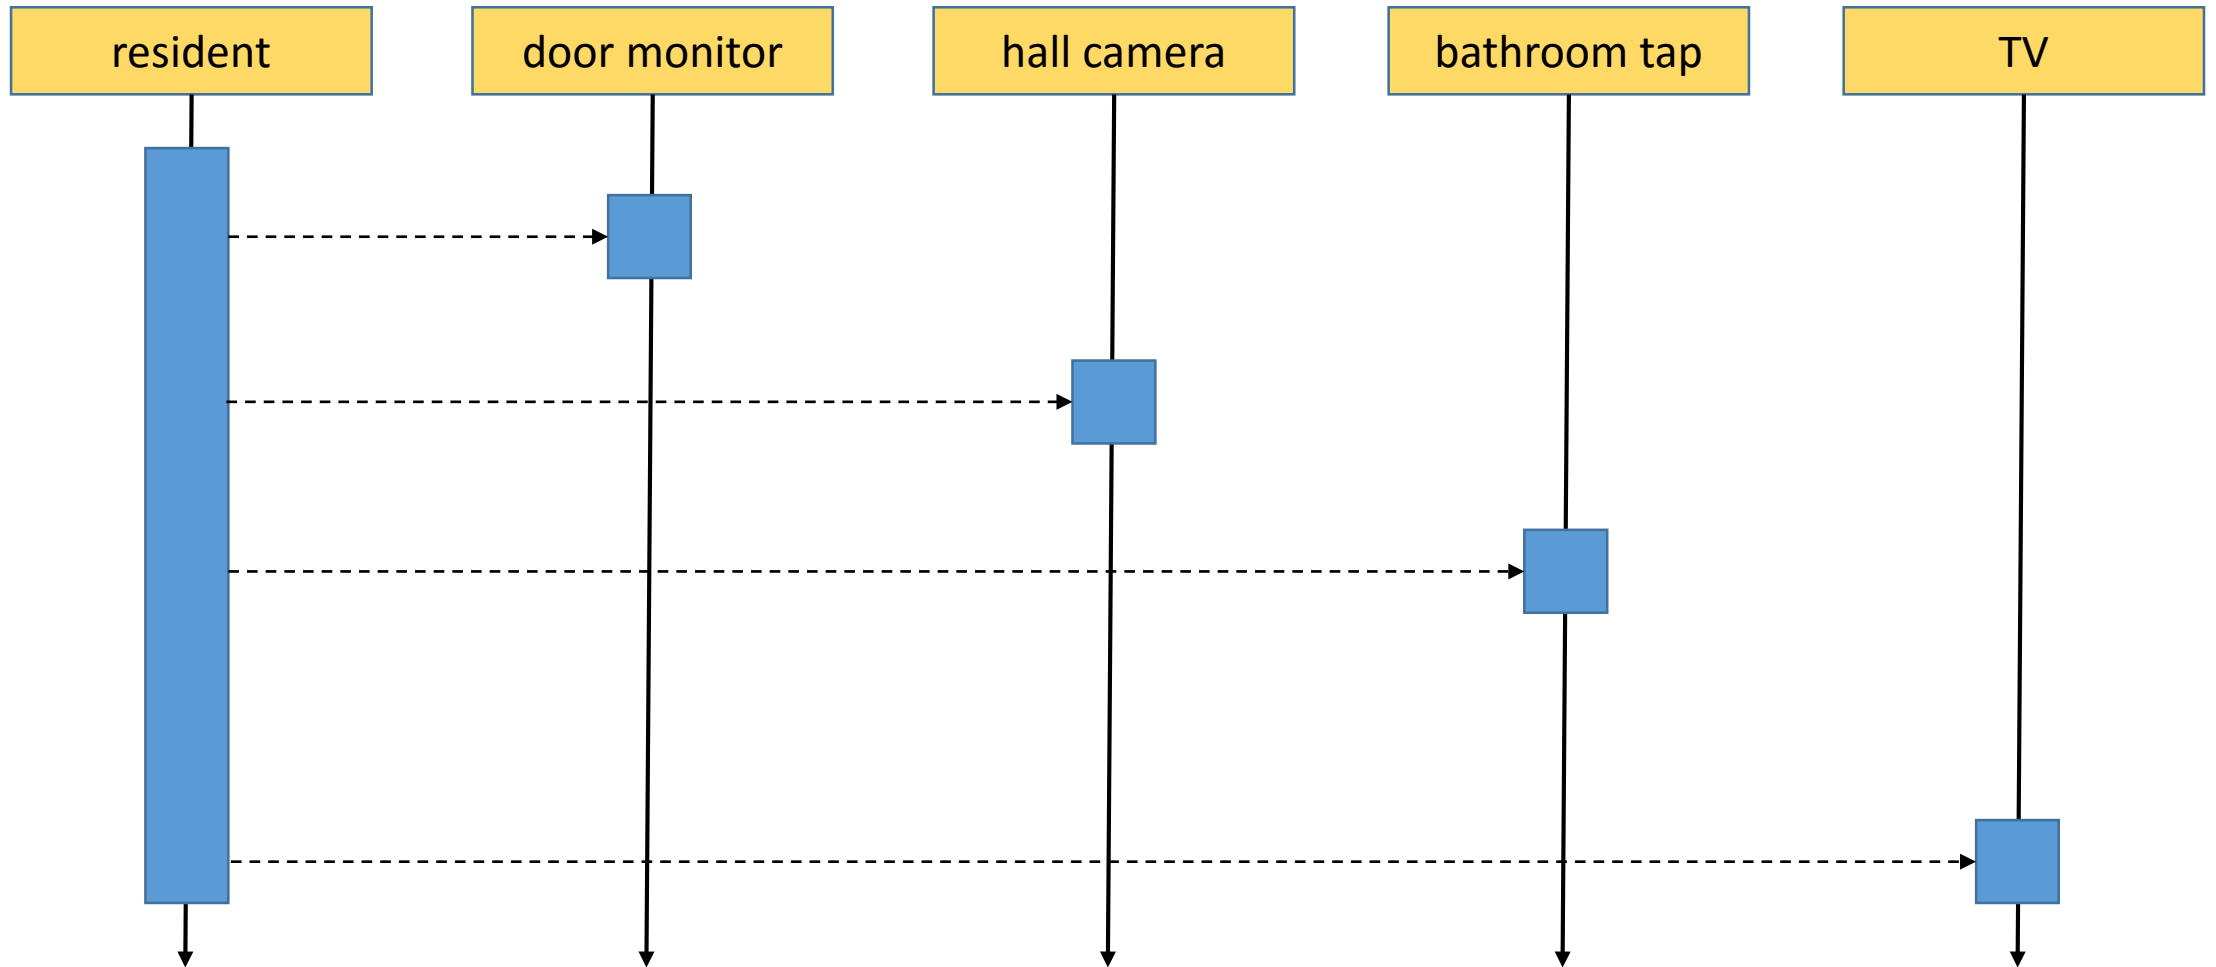 resident
door monitor
hall camera
bathroom tap
TV